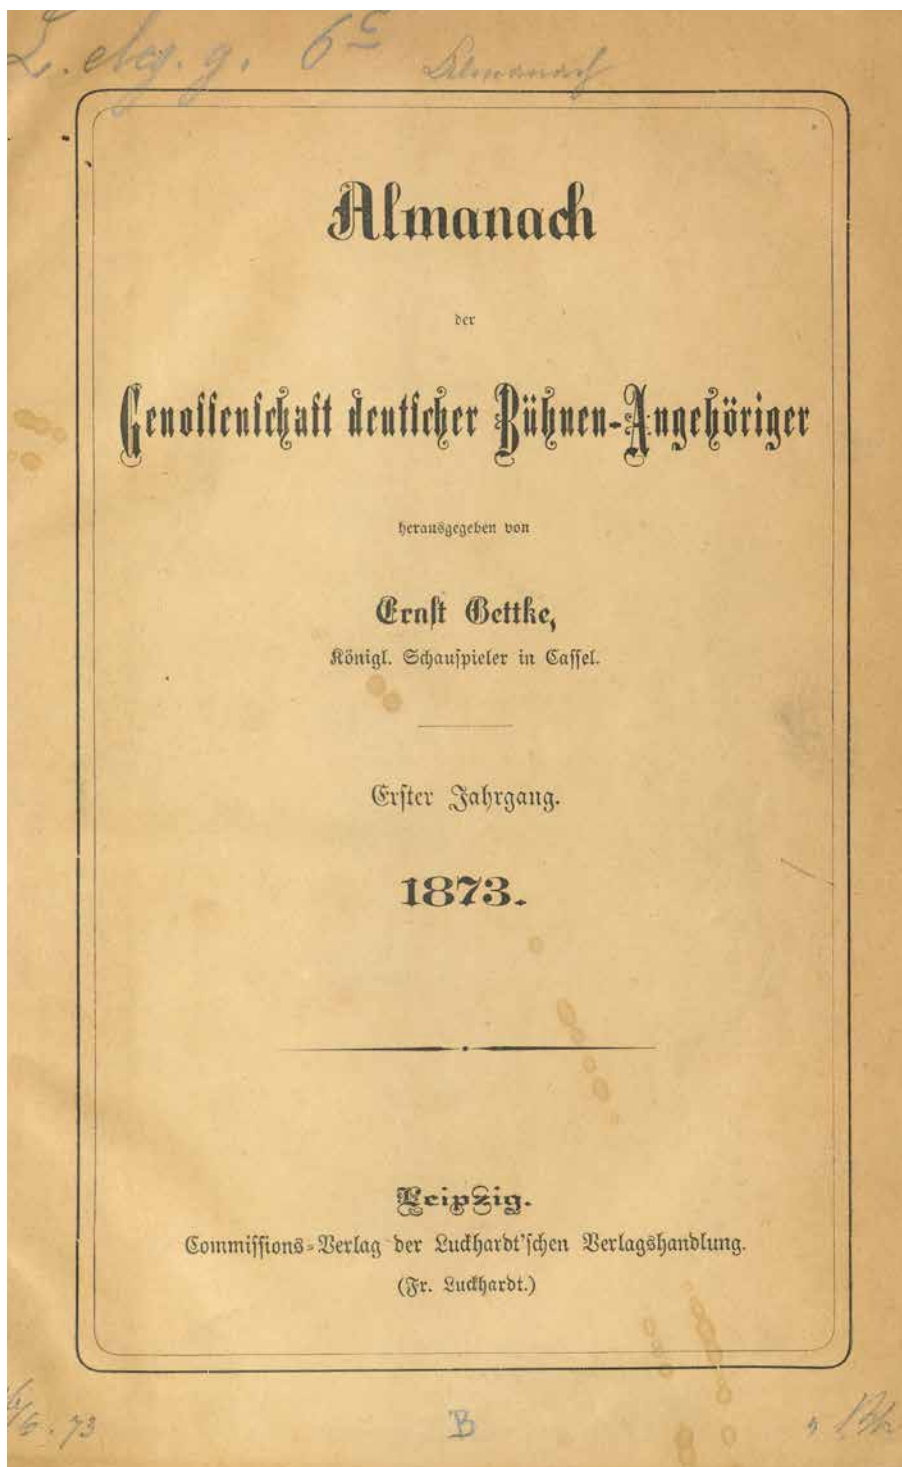 Almanach
Almanach
der
Genossenschaft deutscher Bühnen-Angehöriger
herausgegeben von
Ernst Gettke,
Königl. Schauspieler in Cassel.
Erster Jahrgang.
1873.
Leipzig.
Commissions-Verlag der Luckhardt'schen Verlagshandlung.
(Fr. Luckhardt.)
B